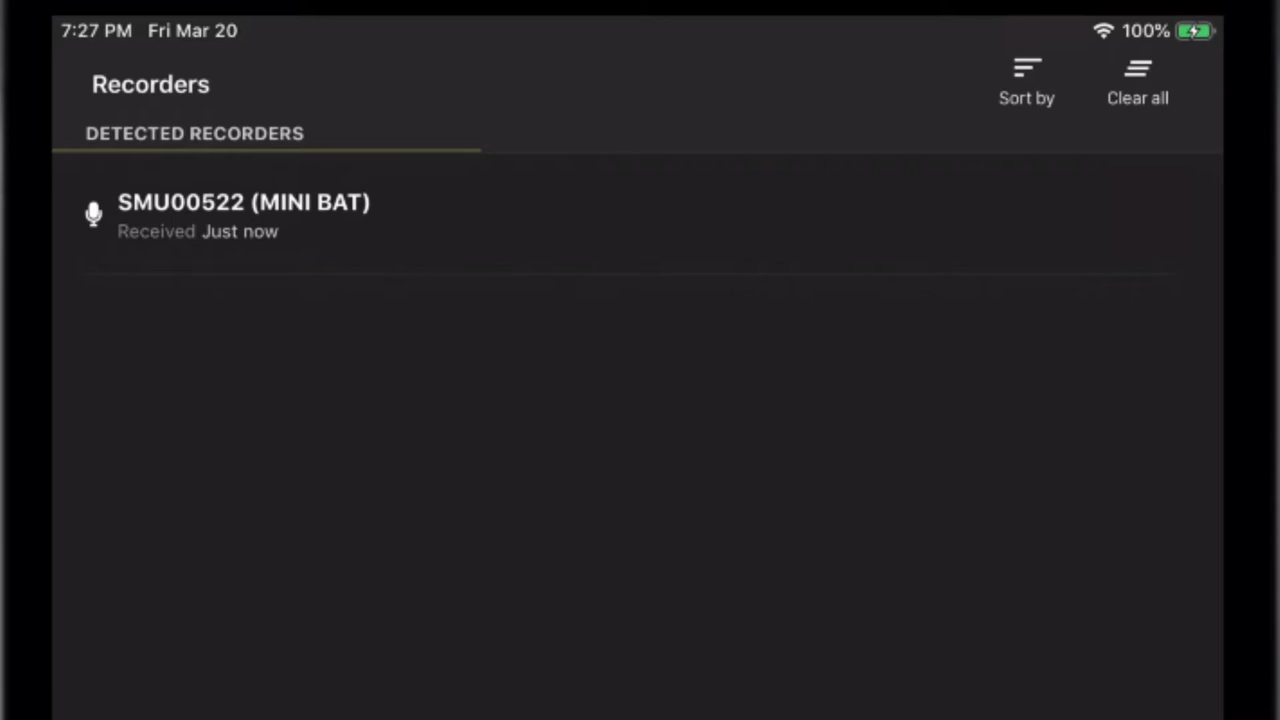 7:27 PM Fri Mar 20
100%
Recorders
Sort by
Clear all
DETECTED RECORDERS
SMU00522 (MINI BAT)
Received Just now